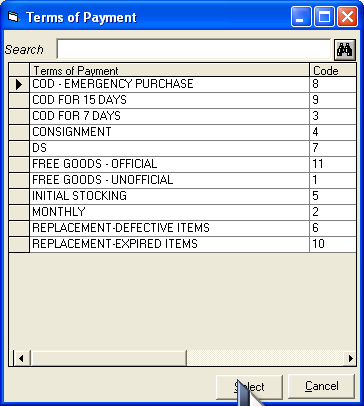 Terms of Payment
Search
Terms of Payment Code
COD - EMERGENCY PURCHASE 8
COD FOR 15 DAYS 9
COD FOR 7 DAYS 3
CONSIGNMENT 4
DS 7
FREE GOODS - OFFICIAL 11
FREE GOODS - UNOFFICIAL 1
INITIAL STOCKING 5
MONTHLY 2
REPLACEMENT-DEFECTIVE ITEMS 6
REPLACEMENT-EXPIRED ITEMS 10
Select Cancel